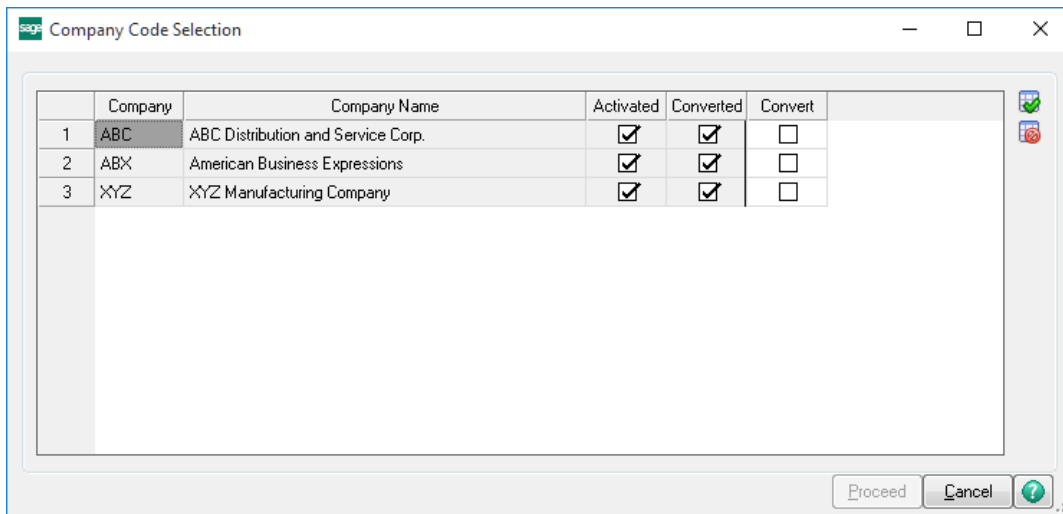 sage Company Code Selection
Company Company Name Activated Converted Convert
1 ABC ABC Distribution and Service Corp.
2 ABX American Business Expressions
3 XYZ XYZ Manufacturing Company
Proceed Cancel ?